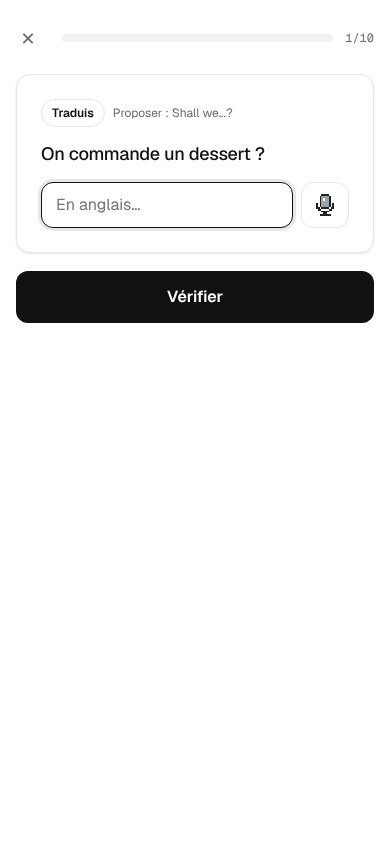 1/10
Traduis Proposer : Shall we…?
On commande un dessert ?
En anglais…
Vérifier